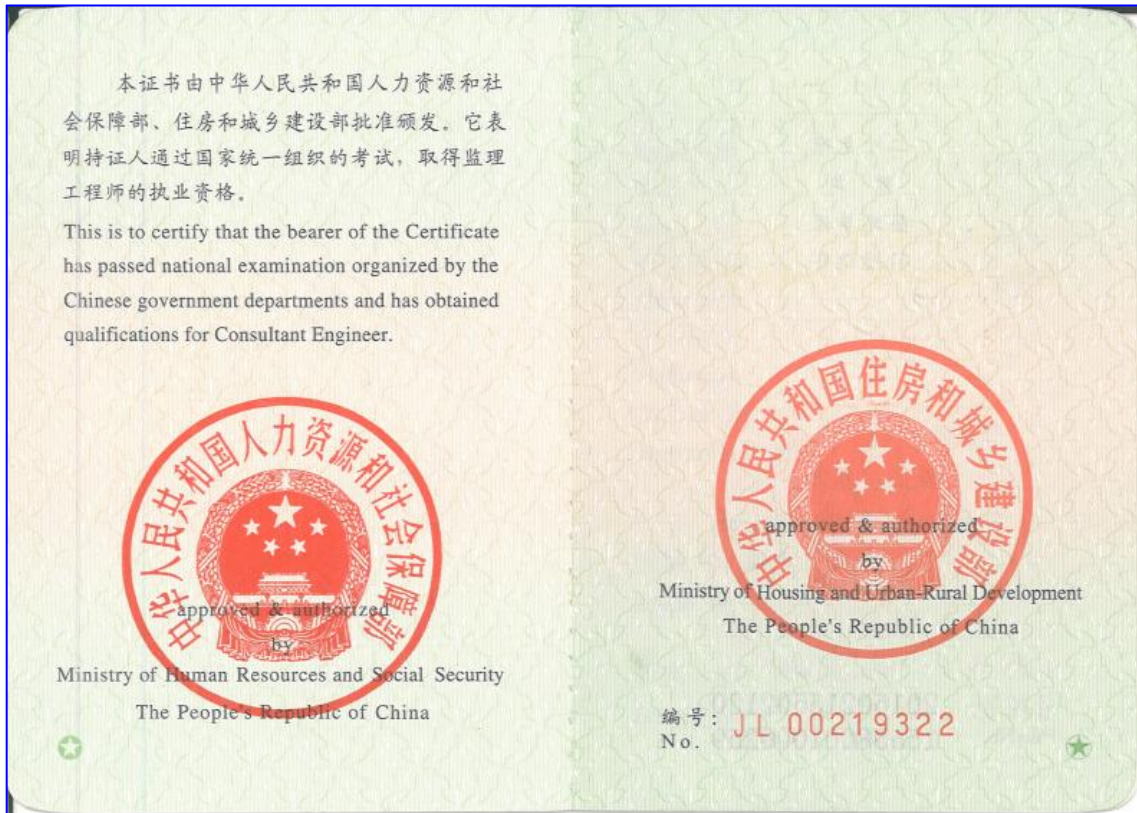 本证书由中华人民共和国人力资源和社
会保障部、住房和城乡建设部批准颁发。它表
明持证人通过国家统一组织的考试，取得监理
工程师的执业资格。
This is to certify that the bearer of the Certificate
has passed national examination organized by the
Chinese government departments and has obtained
qualifications for Consultant Engineer.
中华人民共和国人力资源和社会保障部
approved & authorized
by
Ministry of Human Resources and Social Security
The People's Republic of China
中华人民共和国住房和城乡建设部
approved & authorized
by
Ministry of Housing and Urban-Rural Development
The People's Republic of China
编号: JL 00219322
No.